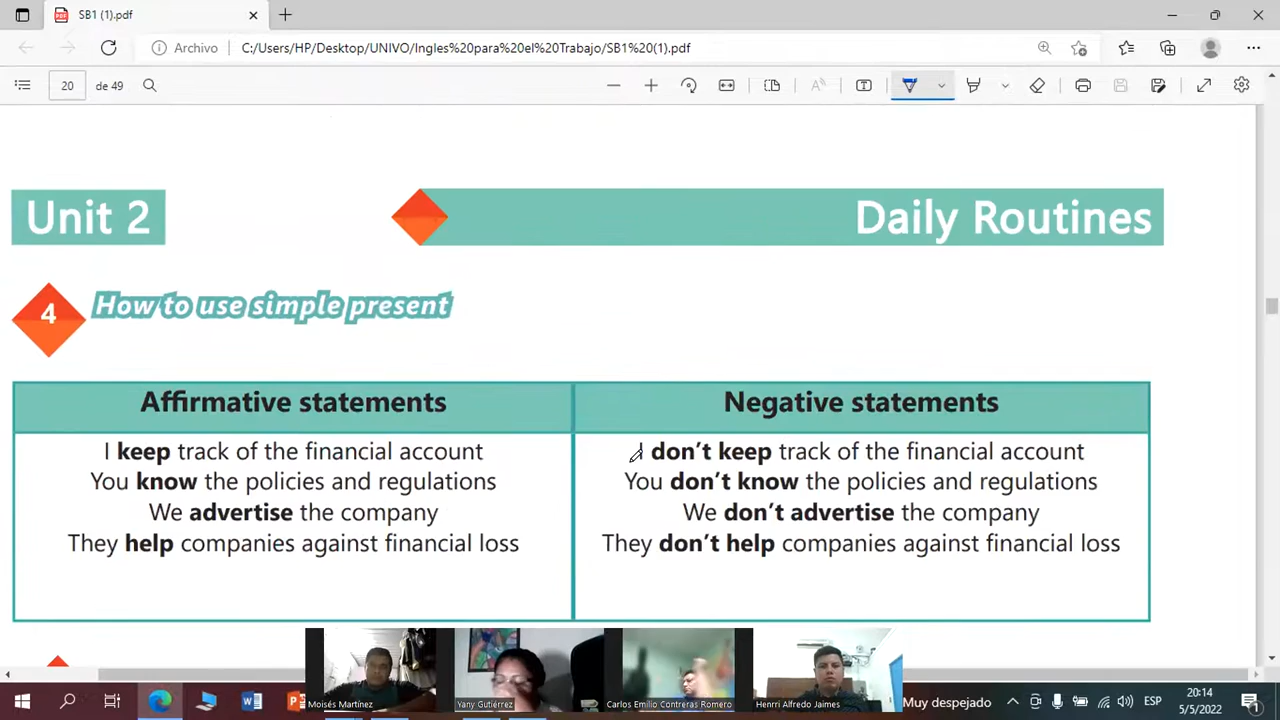 SB1 (1).pdf
Archivo C:/Users/HP/Desktop/UNIVO/Ingles%20para%20el%20Trabajo/SB1%20(1).pdf
20 de 49
Unit 2 Daily Routines
4 How to use simple present
Affirmative statements
I keep track of the financial account
You know the policies and regulations
We advertise the company
They help companies against financial loss
Negative statements
I don't keep track of the financial account
You don't know the policies and regulations
We don't advertise the company
They don't help companies against financial loss
Moisés Martínez Yany Gutiérrez Carlos Emilio Contreras Romero Henrri Alfredo Jaimes
Muy despejado ESP 20:14
5/5/2022